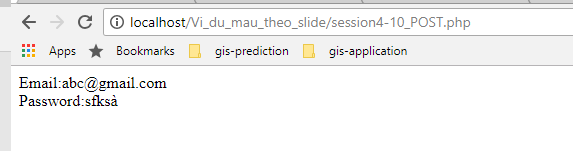 localhost/Vi_du_mau_theo_slide/session4-10_POST.php
Apps Bookmarks gis-prediction gis-application
Email:abc@gmail.com
Password:sfksà